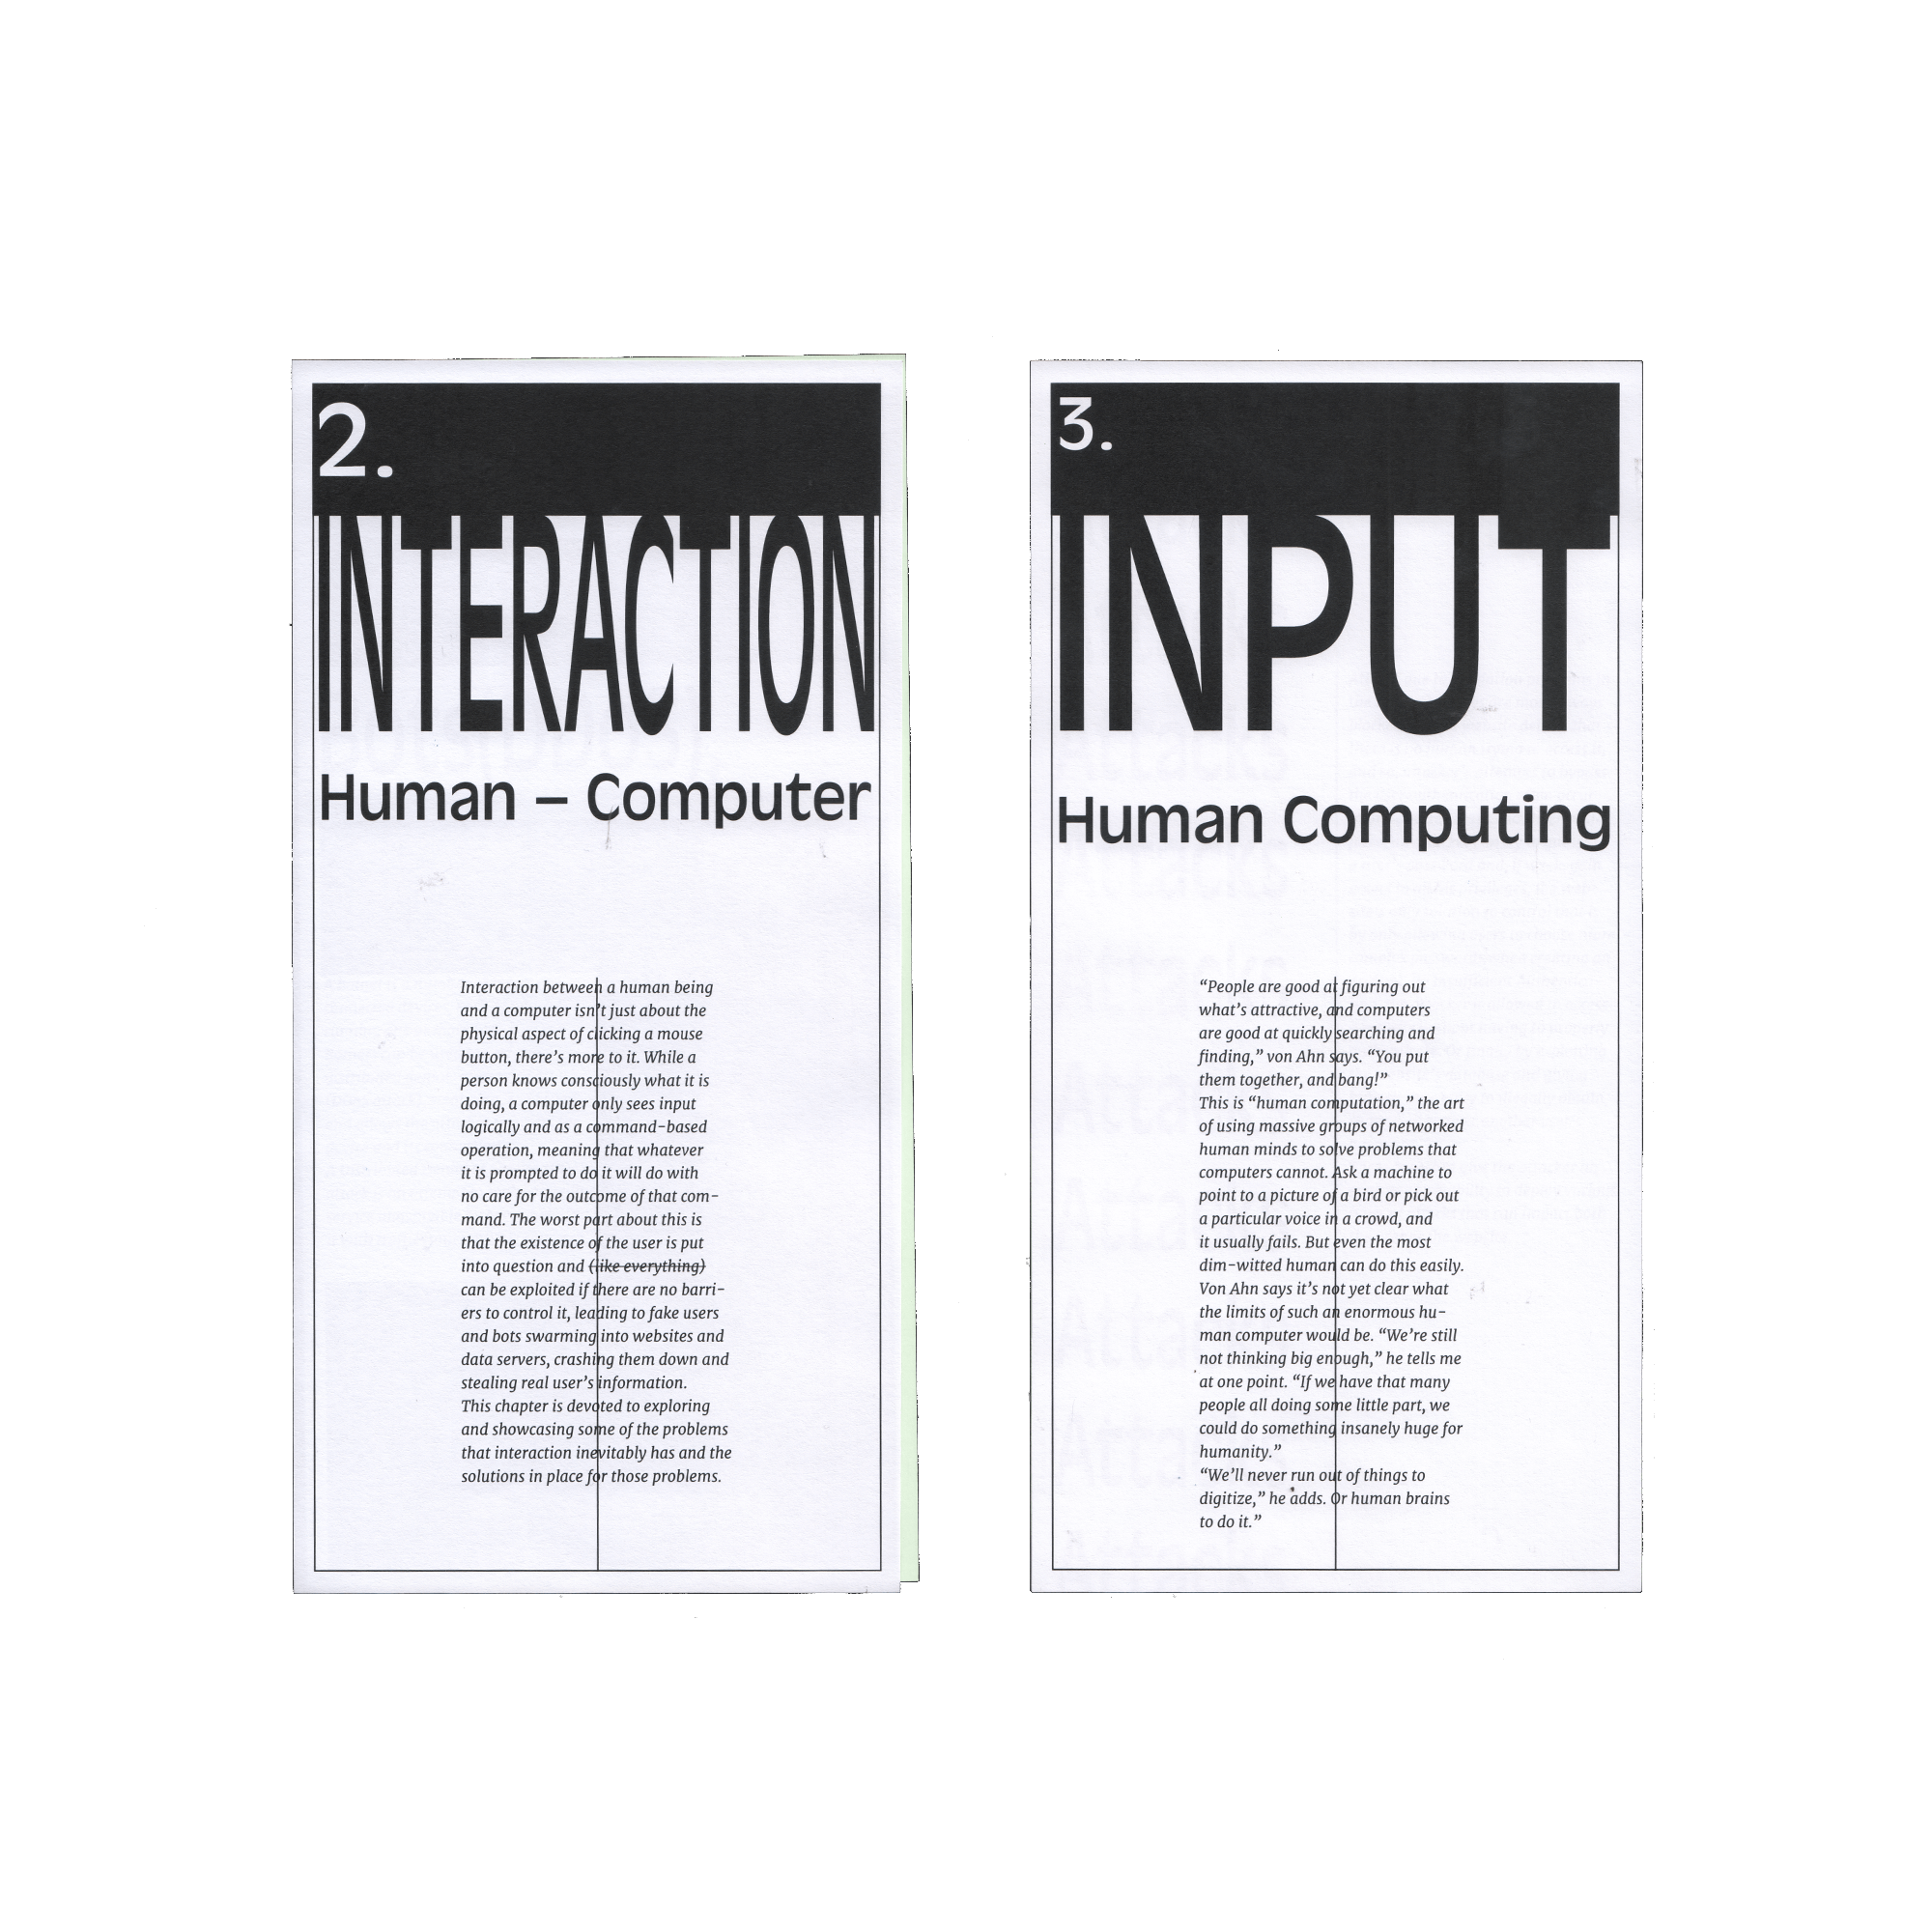 2.
INTERACTION
Human – Computer
Interaction between a human being
and a computer isn’t just about the
physical aspect of clicking a mouse
button, there’s more to it. While a
person knows consciously what it is
doing, a computer only sees input
logically and as a command-based
operation, meaning that whatever
it is prompted to do it will do with
no care for the outcome of that com-
mand. The worst part about this is
that the existence of the user is put
into question and (like everything)
can be exploited if there are no barri-
ers to control it, leading to fake users
and bots swarming into websites and
data servers, crashing them down and
stealing real user’s information.
This chapter is devoted to exploring
and showcasing some of the problems
that interaction inevitably has and the
solutions in place for those problems.
3.
INPUT
Human Computing
“People are good at figuring out
what’s attractive, and computers
are good at quickly searching and
finding,” von Ahn says. “You put
them together, and bang!”
This is “human computation,” the art
of using massive groups of networked
human minds to solve problems that
computers cannot. Ask a machine to
point to a picture of a bird or pick out
a particular voice in a crowd, and
it usually fails. But even the most
dim-witted human can do this easily.
Von Ahn says it’s not yet clear what
the limits of such an enormous hu-
man computer would be. “We’re still
not thinking big enough,” he tells me
at one point. “If we have that many
people all doing some little part, we
could do something insanely huge for
humanity.”
“We’ll never run out of things to
digitize,” he adds. Or human brains
to do it.”